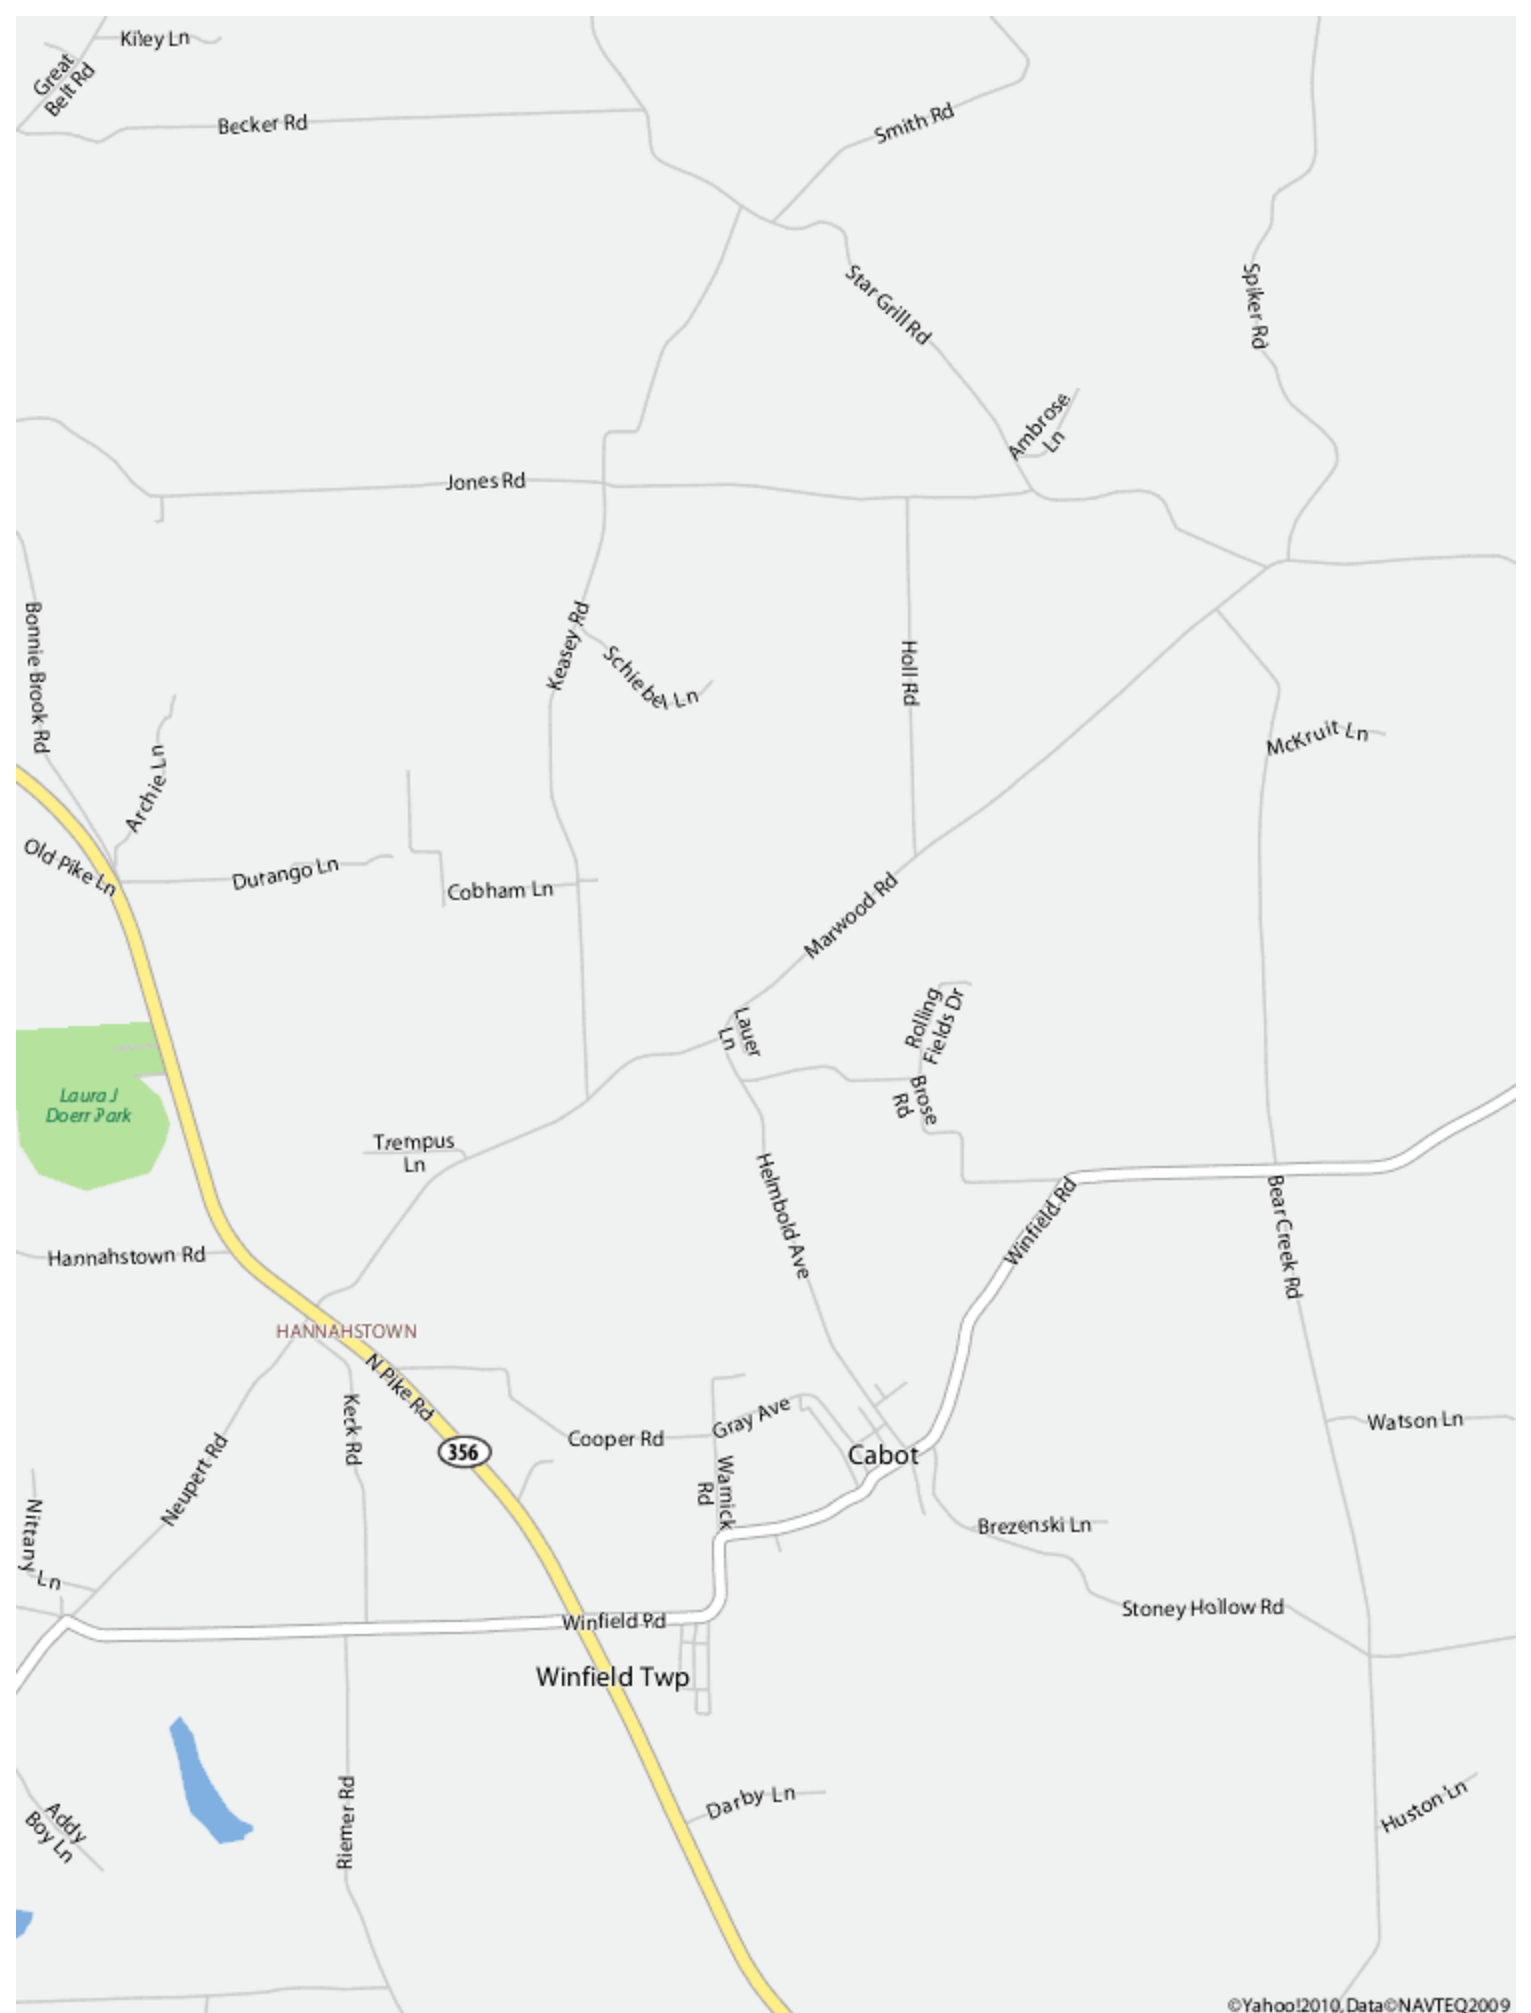 Kiley Ln
Great
Belt Rd
Becker Rd
Smith Rd
Star Grill Rd
Spiker Rd
Ambrose
Ln
Jones Rd
Bonnie Brook Rd
Keasey Rd
Schiebel Ln
Holl Rd
McKruit Ln
Archie Ln
Old Pike Ln
Durango Ln
Cobham Ln
Marwood Rd
Lauer
Ln
Rolling
Fields Dr
Brose
Rd
Laura J
Doerr Park
Trempus
Ln
Helmbold Ave
Winfield Rd
Bear Creek Rd
Hannahstown Rd
HANNAHSTOWN
N Pike Rd
Kerk Rd
356
Cooper Rd
Gray Ave
Watson Ln
Neupert Rd
Warnick
Rd
Cabot
Nittany Ln
Brezenski Ln
Stoney Hollow Rd
Winfield Rd
Winfield Twp
Addy
Boy Ln
Riemer Rd
Darby Ln
Huston Ln
©Yahoo!2010, Data©NAVTEQ2009